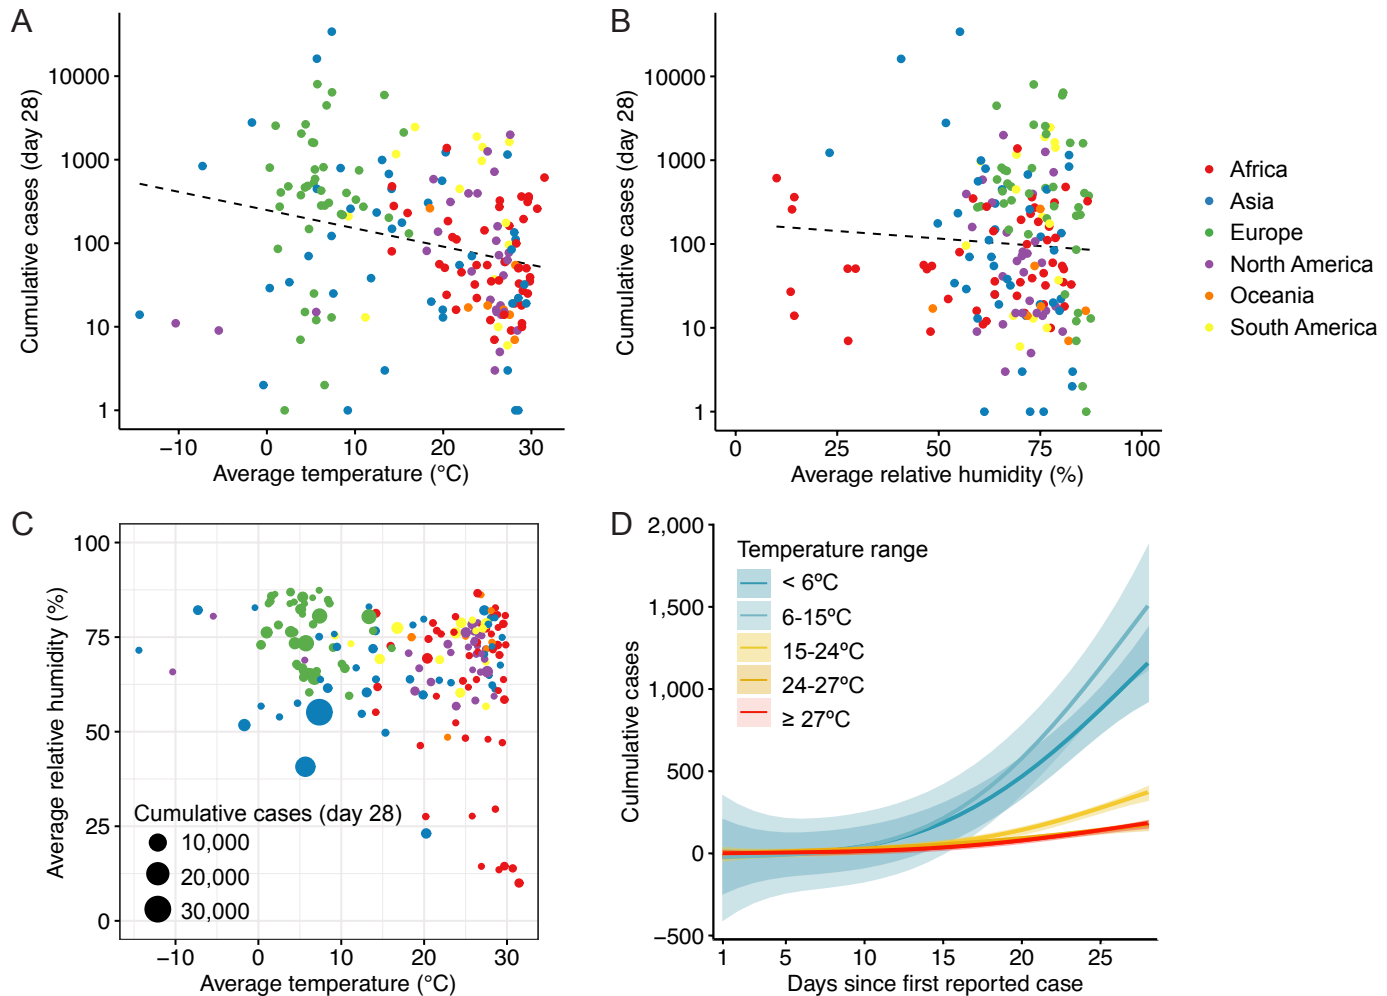 A
Cumulative cases (day 28)
10000
1000
100
10
1
−10
0
10
20
30
Average temperature (°C)
B
Cumulative cases (day 28)
10000
1000
100
10
1
0
25
50
75
100
Average relative humidity (%)
Africa
Asia
Europe
North America
Oceania
South America
C
Average relative humidity (%)
100
75
50
25
0
Cumulative cases (day 28)
10,000
20,000
30,000
−10
0
10
20
30
Average temperature (°C)
D
Culmulative cases
2,000
1,500
1,000
500
0
−500
Temperature range
< 6ºC
6-15ºC
15-24ºC
24-27ºC
≥ 27ºC
1
5
10
15
20
25
Days since first reported case